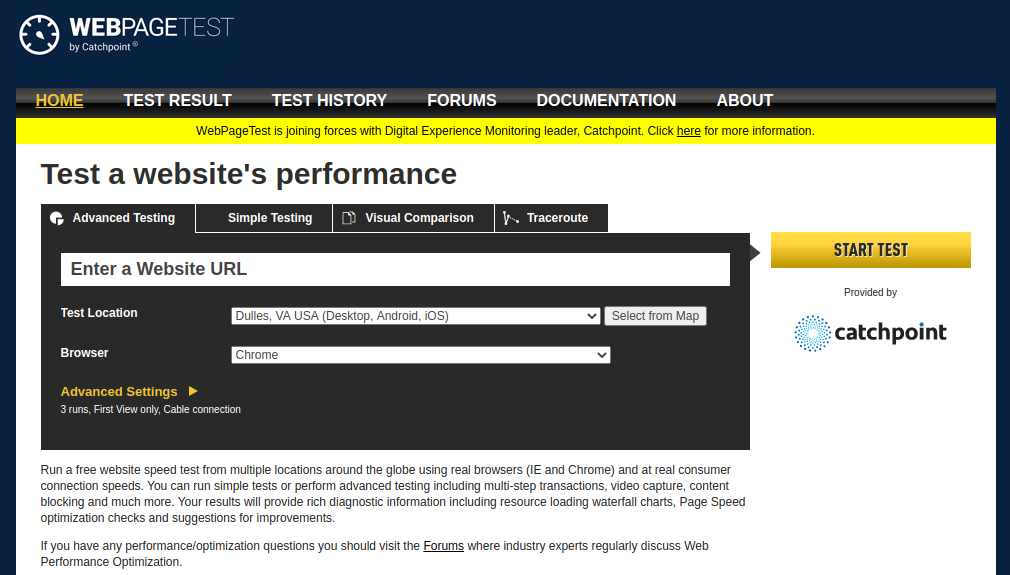 WEBPAGETEST
by Catchpoint ®
HOME TEST RESULT TEST HISTORY FORUMS DOCUMENTATION ABOUT
WebPageTest is joining forces with Digital Experience Monitoring leader, Catchpoint. Click here for more information.
Test a website's performance
Advanced Testing Simple Testing Visual Comparison Traceroute
START TEST
Enter a Website URL
Provided by
Test Location Dulles, VA USA (Desktop, Android, iOS) Select from Map
catchpoint
Browser Chrome
Advanced Settings
3 runs, First View only, Cable connection
Run a free website speed test from multiple locations around the globe using real browsers (IE and Chrome) and at real consumer
connection speeds. You can run simple tests or perform advanced testing including multi-step transactions, video capture, content
blocking and much more. Your results will provide rich diagnostic information including resource loading waterfall charts, Page Speed
optimization checks and suggestions for improvements.
If you have any performance/optimization questions you should visit the Forums where industry experts regularly discuss Web
Performance Optimization.